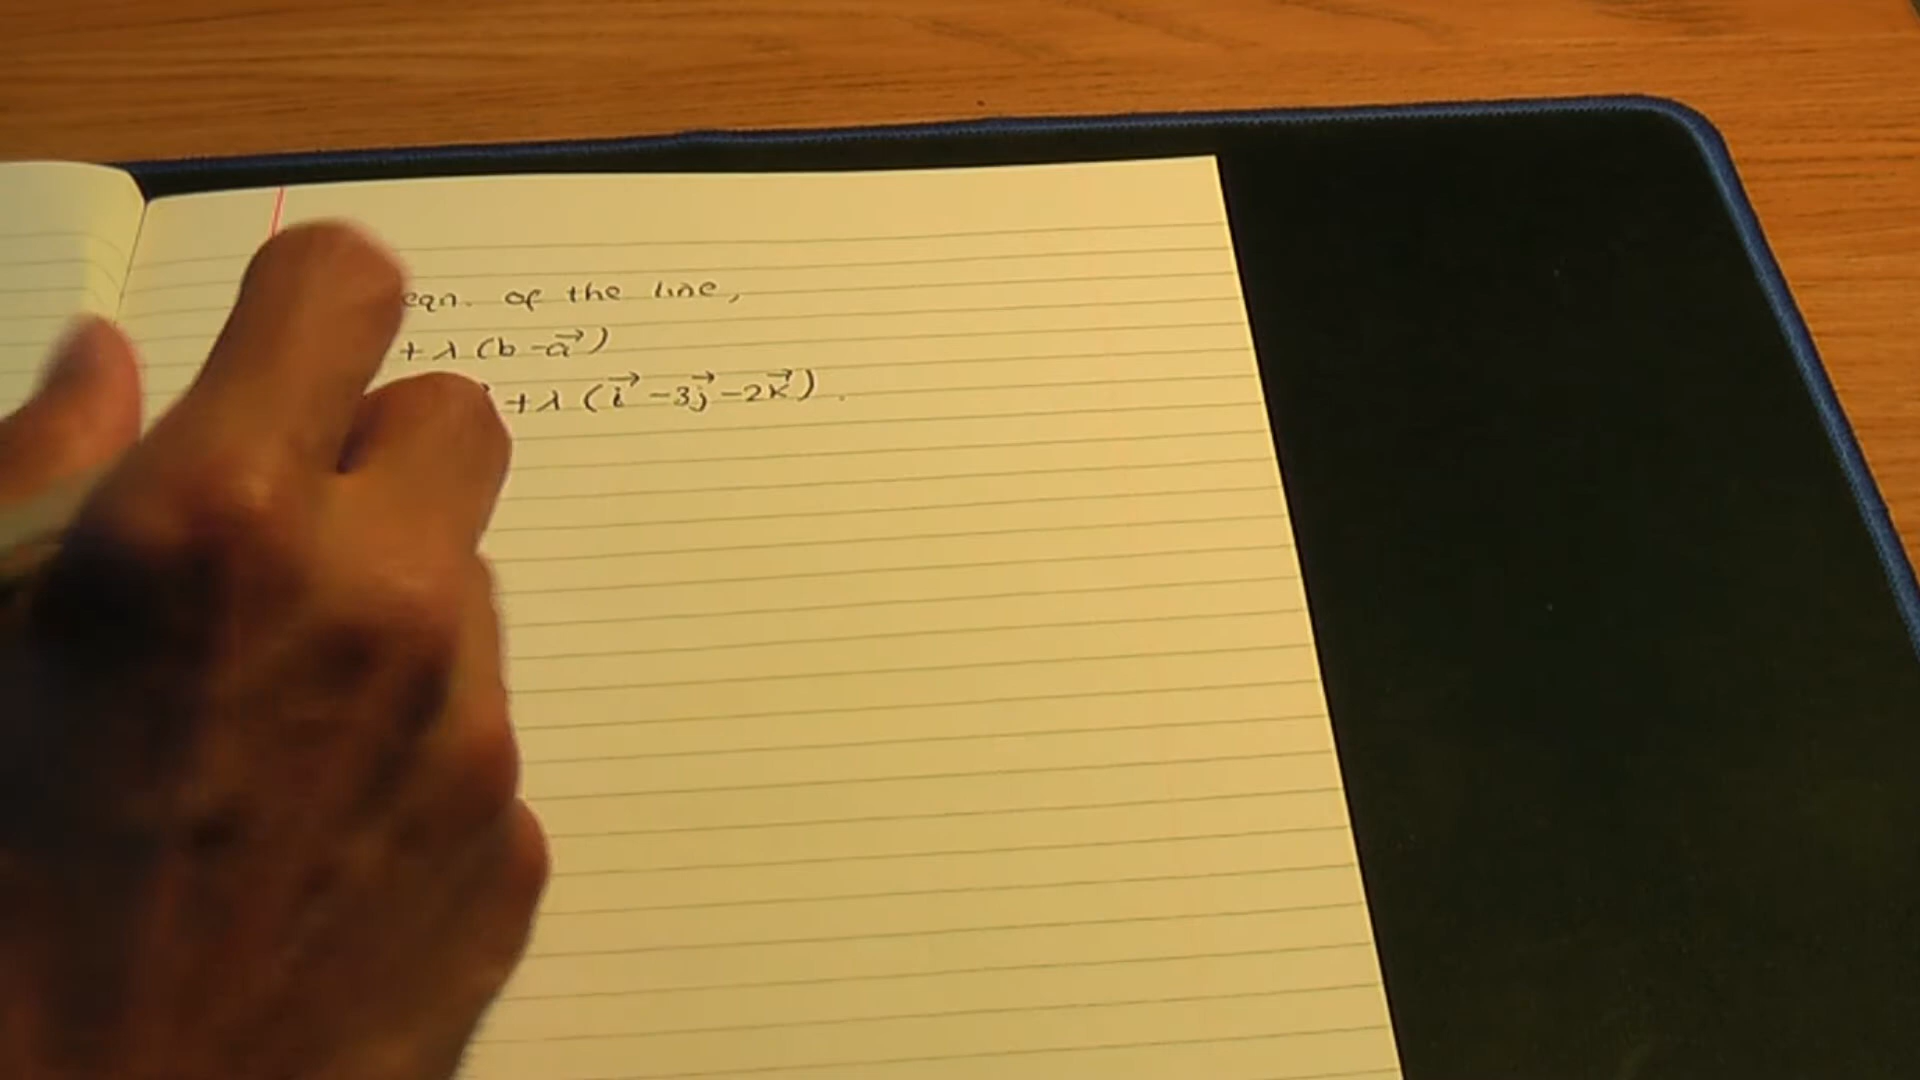 eqn. of the line,
+ λ (b - a⃗)
+ λ (i⃗ - 3j⃗ - 2k⃗).